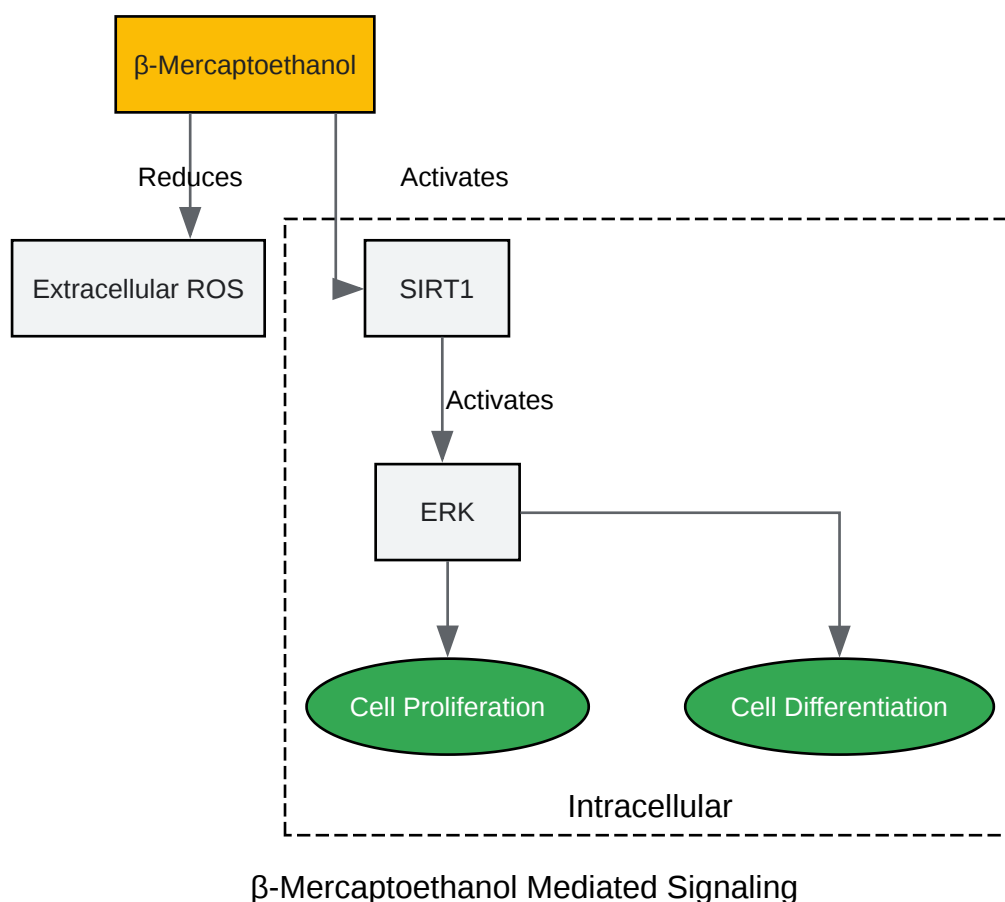 β-Mercaptoethanol
Reduces
Activates
Extracellular ROS
SIRT1
Activates
ERK
Cell Proliferation
Cell Differentiation
Intracellular
β-Mercaptoethanol Mediated Signaling